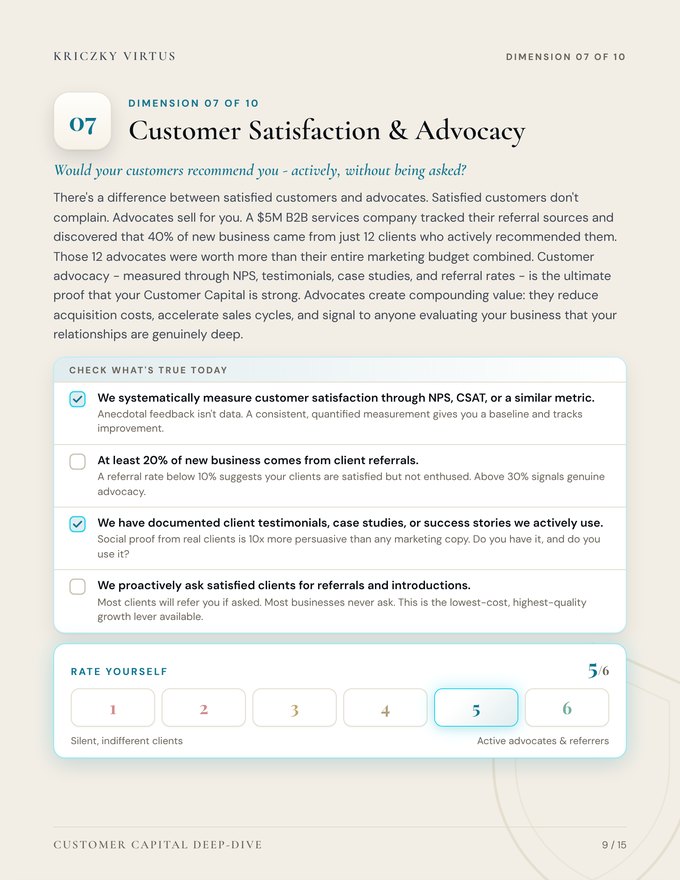 KRICZKY VIRTUS
DIMENSION 07 OF 10
07
DIMENSION 07 OF 10
Customer Satisfaction & Advocacy
Would your customers recommend you - actively, without being asked?
There's a difference between satisfied customers and advocates. Satisfied customers don't
complain. Advocates sell for you. A $5M B2B services company tracked their referral sources and
discovered that 40% of new business came from just 12 clients who actively recommended them.
Those 12 advocates were worth more than their entire marketing budget combined. Customer
advocacy - measured through NPS, testimonials, case studies, and referral rates - is the ultimate
proof that your Customer Capital is strong. Advocates create compounding value: they reduce
acquisition costs, accelerate sales cycles, and signal to anyone evaluating your business that your
relationships are genuinely deep.
CHECK WHAT'S TRUE TODAY
We systematically measure customer satisfaction through NPS, CSAT, or a similar metric.
Anecdotal feedback isn't data. A consistent, quantified measurement gives you a baseline and tracks
improvement.
At least 20% of new business comes from client referrals.
A referral rate below 10% suggests your clients are satisfied but not enthused. Above 30% signals genuine
advocacy.
We have documented client testimonials, case studies, or success stories we actively use.
Social proof from real clients is 10x more persuasive than any marketing copy. Do you have it, and do you
use it?
We proactively ask satisfied clients for referrals and introductions.
Most clients will refer you if asked. Most businesses never ask. This is the lowest-cost, highest-quality
growth lever available.
RATE YOURSELF
5/6
1 2 3 4 5 6
Silent, indifferent clients
Active advocates & referrers
CUSTOMER CAPITAL DEEP-DIVE
9 / 15